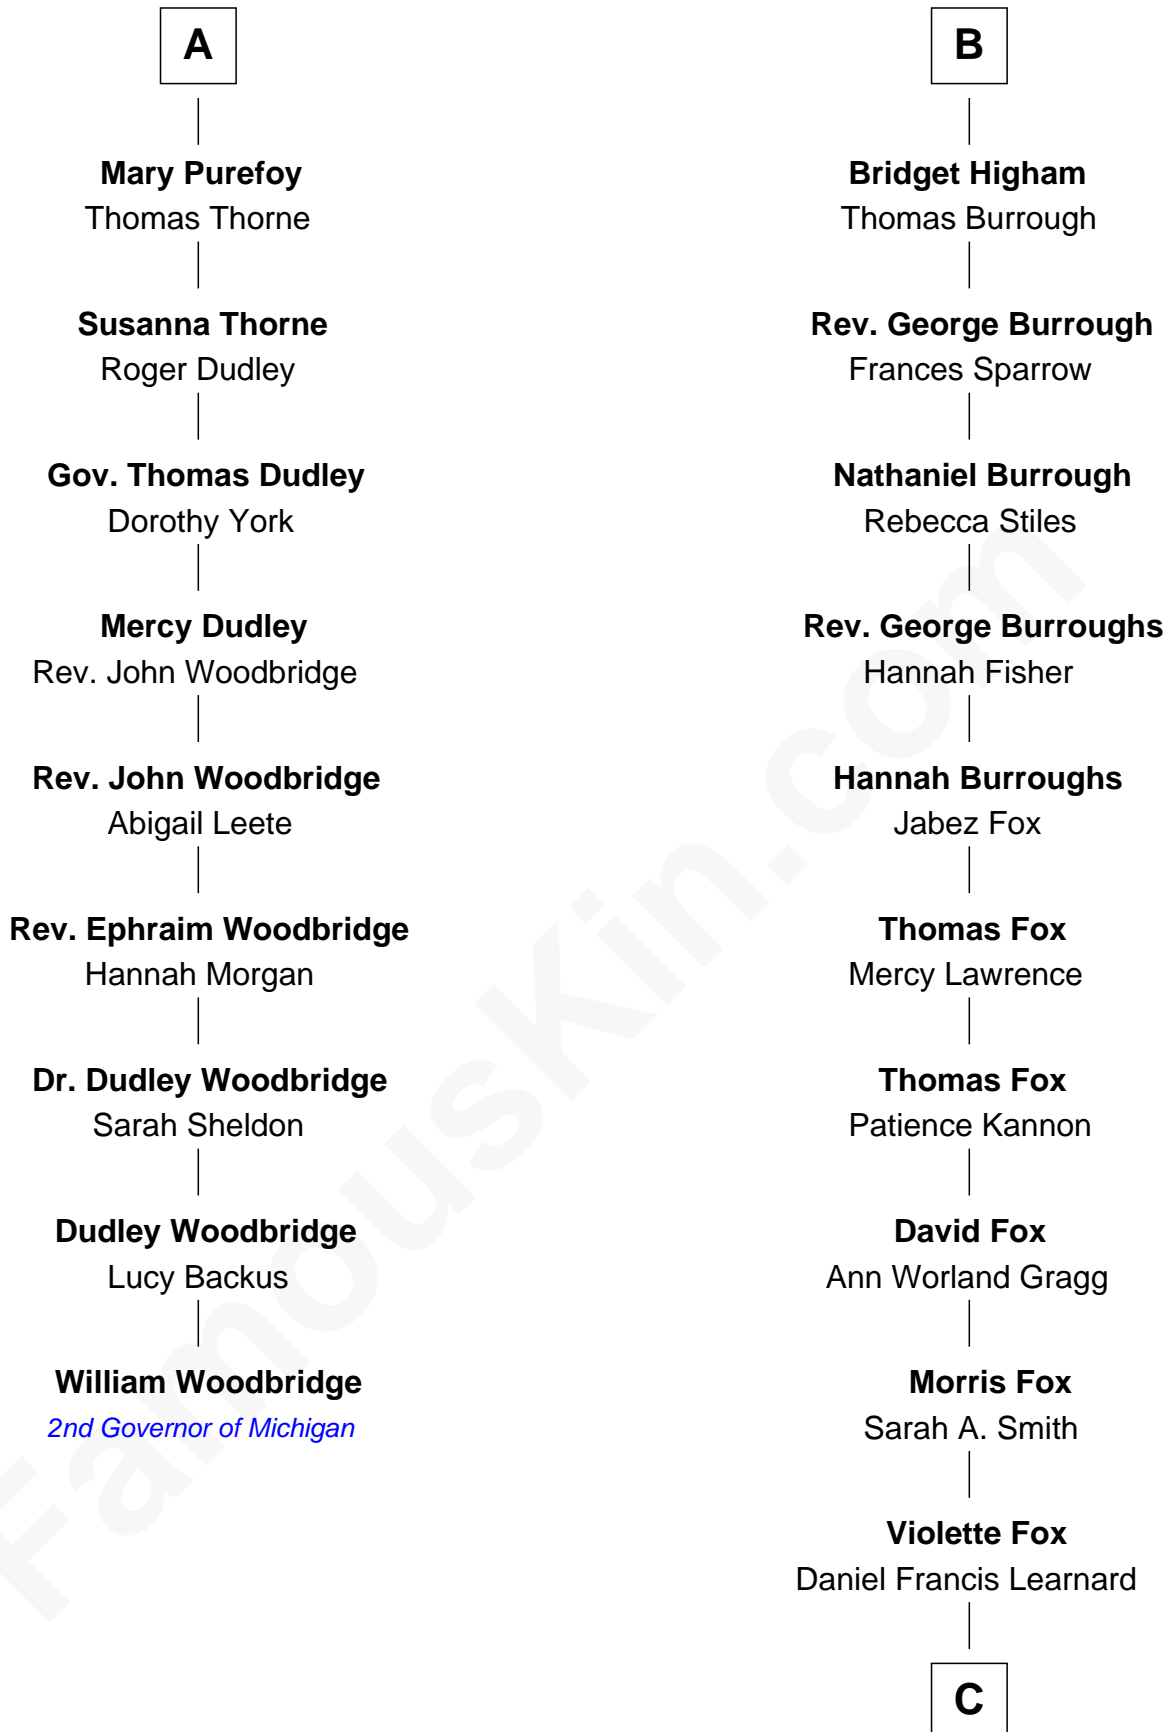 A
Mary Purefoy
Thomas Thorne
Susanna Thorne
Roger Dudley
Gov. Thomas Dudley
Dorothy York
Mercy Dudley
Rev. John Woodbridge
Rev. John Woodbridge
Abigail Leete
Rev. Ephraim Woodbridge
Hannah Morgan
Dr. Dudley Woodbridge
Sarah Sheldon
Dudley Woodbridge
Lucy Backus
William Woodbridge
2nd Governor of Michigan
B
Bridget Higham
Thomas Burrough
Rev. George Burrough
Frances Sparrow
Nathaniel Burrough
Rebecca Stiles
Rev. George Burroughs
Hannah Fisher
Hannah Burroughs
Jabez Fox
Thomas Fox
Mercy Lawrence
Thomas Fox
Patience Kannon
David Fox
Ann Worland Gragg
Morris Fox
Sarah A. Smith
Violette Fox
Daniel Francis Learnard
C
FamousKin.com